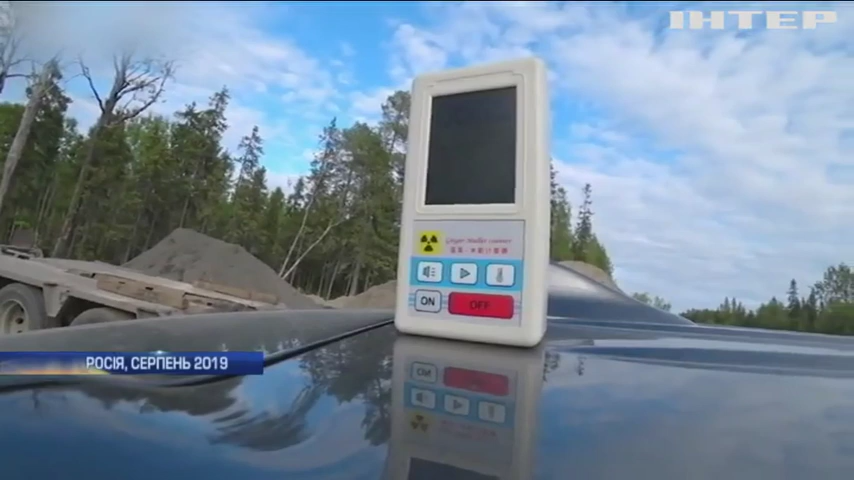 ІНТЕР
Geiger Muller counter
ON
OFF
РОСІЯ, СЕРПЕНЬ 2019